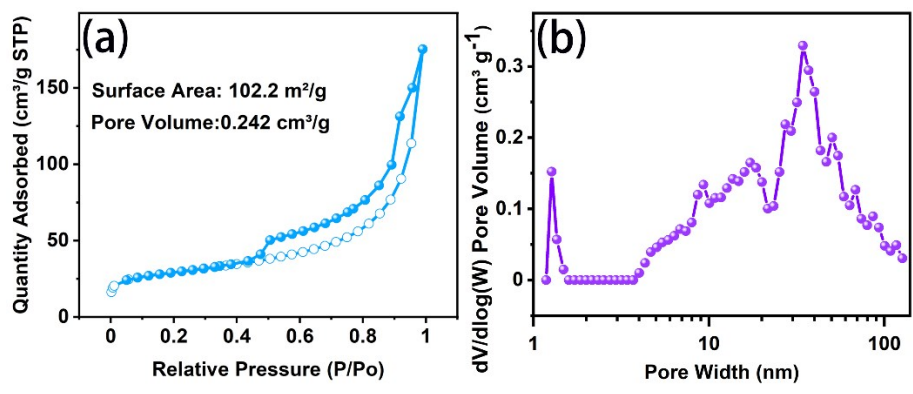 (a)
Quantity Adsorbed (cm³/g STP)
150
100
50
0
Surface Area: 102.2 m²/g
Pore Volume:0.242 cm³/g
0 0.2 0.4 0.6 0.8 1
Relative Pressure (P/Po)
(b)
dV/dlog(W) Pore Volume (cm³ g-1)
0.3
0.2
0.1
0
1 10 100
Pore Width (nm)